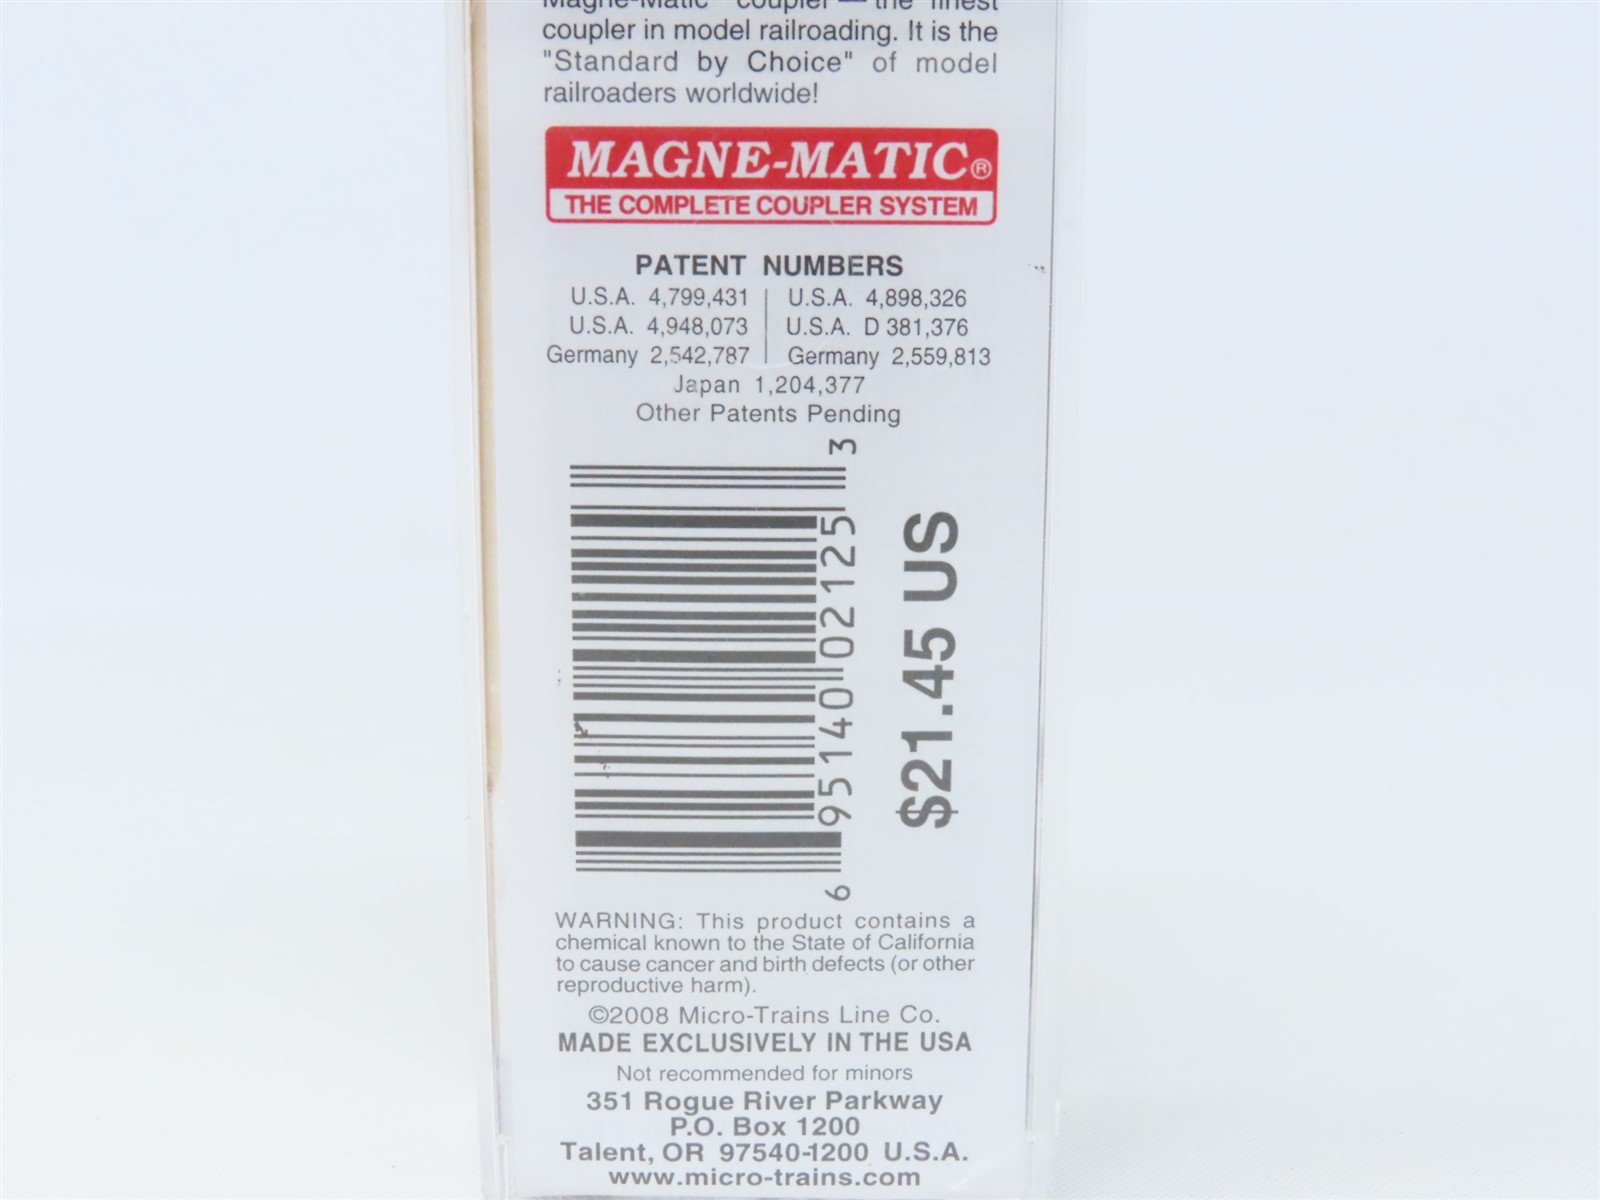 Magne-Matic® coupler — the finest
coupler in model railroading. It is the
"Standard by Choice" of model
railroaders worldwide!
MAGNE-MATIC®
THE COMPLETE COUPLER SYSTEM
PATENT NUMBERS
U.S.A. 4,799,431 | U.S.A. 4,898,326
U.S.A. 4,948,073 | U.S.A. D 381,376
Germany 2,542,787 | Germany 2,559,813
Japan 1,204,377
Other Patents Pending
6 95140 02125 3
$21.45 US
WARNING: This product contains a
chemical known to the State of California
to cause cancer and birth defects (or other
reproductive harm).
©2008 Micro-Trains Line Co.
MADE EXCLUSIVELY IN THE USA
Not recommended for minors
351 Rogue River Parkway
P.O. Box 1200
Talent, OR 97540-1200 U.S.A.
www.micro-trains.com